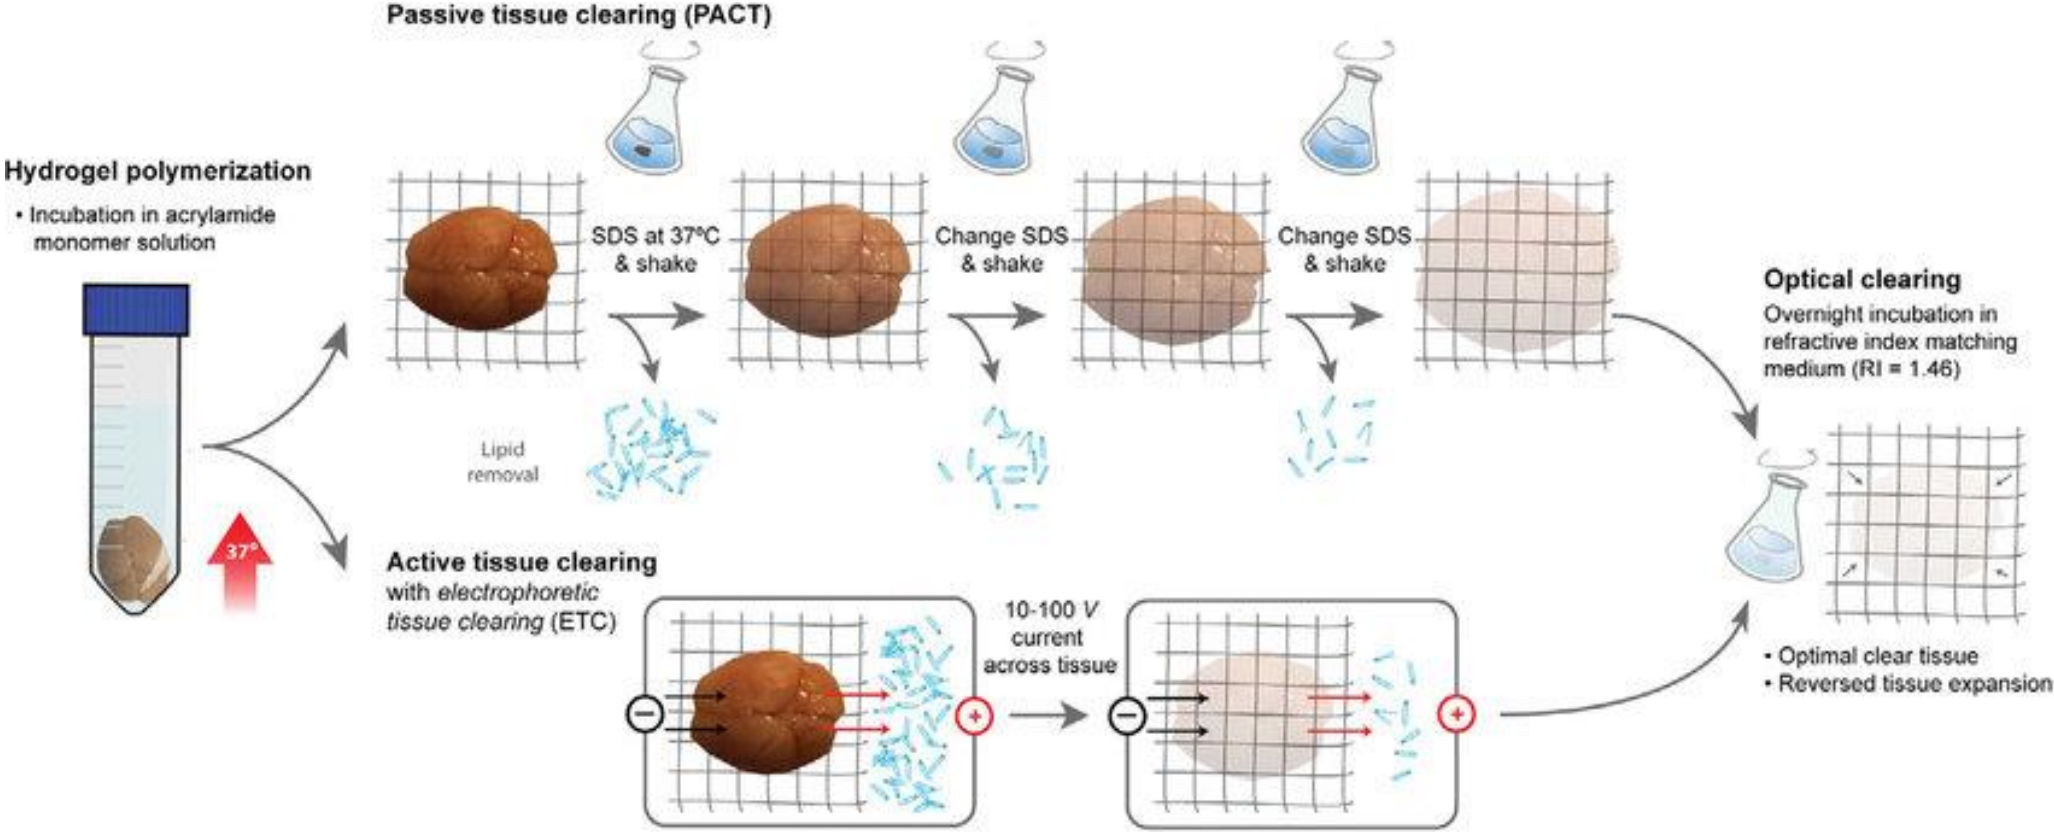 Passive tissue clearing (PACT)
Hydrogel polymerization
• Incubation in acrylamide
monomer solution
37°
SDS at 37ºC
& shake
Change SDS
& shake
Change SDS
& shake
Lipid
removal
Active tissue clearing
with electrophoretic
tissue clearing (ETC)
−
+
10-100 V
current
across tissue
−
+
Optical clearing
Overnight incubation in
refractive index matching
medium (RI = 1.46)
• Optimal clear tissue
• Reversed tissue expansion